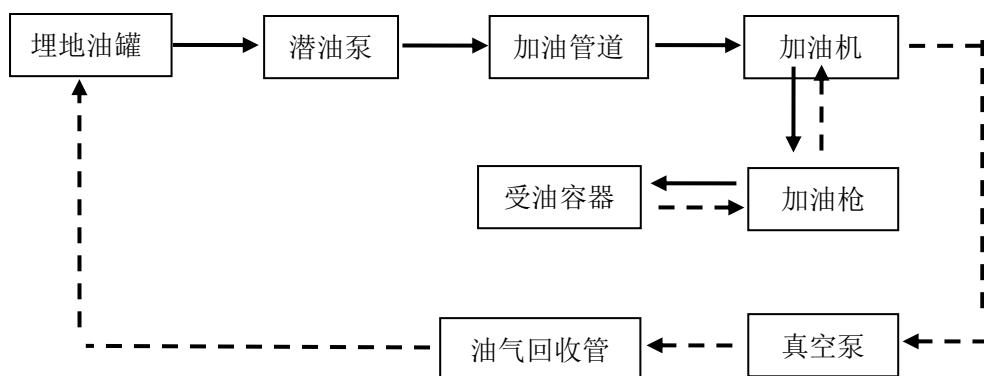 埋地油罐
潜油泵
加油管道
加油机
受油容器
加油枪
油气回收管
真空泵